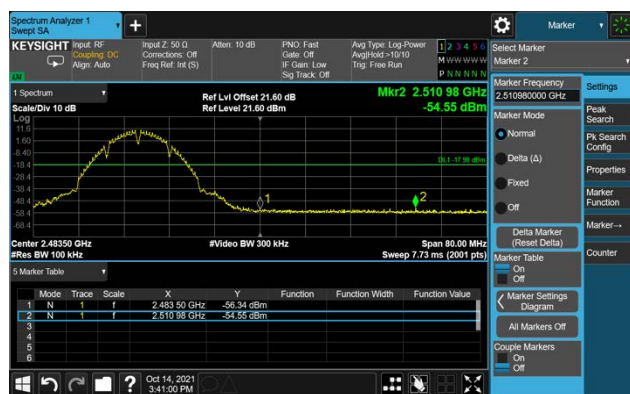 Spectrum Analyzer 1
Swept SA
Marker
KEYSIGHT
Input: RF
Coupling: DC
Align: Auto
Input Z: 50 Ω
Corrections: Off
Freq Ref: Int (S)
Atten: 10 dB
PNO: Fast
Gate: Off
IF Gain: Low
Sig Track: Off
Avg Type: Log-Power
Avg|Hold:>10/10
Trig: Free Run
1 2 3 4 5 6
M W W W W W
P N N N N N
LV
Select Marker
Marker 2
1 Spectrum
Scale/Div 10 dB
Log
Ref Lvl Offset 21.60 dB
Ref Level 21.60 dBm
Mkr2 2.510 98 GHz
-54.55 dBm
11.6
1.60
-8.40
-18.4
-28.4
-38.4
-48.4
-58.4
-68.4
DL1 -17.98 dBm
1
2
Center 2.48350 GHz
#Res BW 100 kHz
#Video BW 300 kHz
Span 80.00 MHz
Sweep 7.73 ms (2001 pts)
5 Marker Table
Mode Trace Scale X Y Function Function Width Function Value
1 N 1 f 2.483 50 GHz -56.34 dBm
2 N 1 f 2.510 98 GHz -54.55 dBm
3
4
5
6
Marker Frequency
2.510980000 GHz
Marker Mode
Normal
Delta (Δ)
Fixed
Off
Delta Marker
(Reset Delta)
Marker Table
On
Off
Marker Settings
Diagram
All Markers Off
Couple Markers
On
Off
Settings
Peak
Search
Pk Search
Config
Properties
Marker
Function
Marker→
Counter
?
Oct 14, 2021
3:41:00 PM